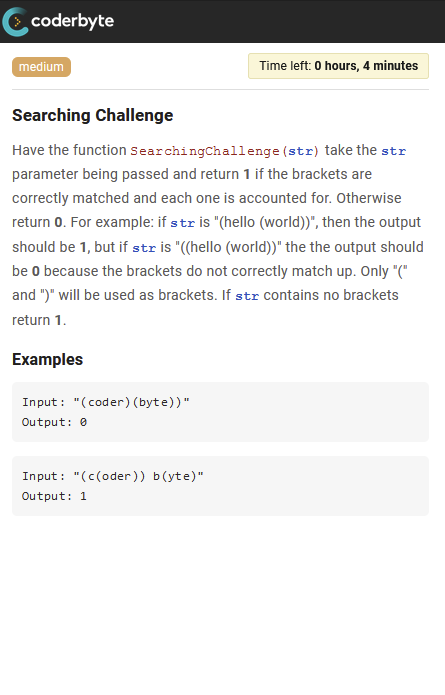 coderbyte
medium
Time left: 0 hours, 4 minutes
Searching Challenge
Have the function SearchingChallenge(str) take the str
parameter being passed and return 1 if the brackets are
correctly matched and each one is accounted for. Otherwise
return 0. For example: if str is "(hello (world))", then the output
should be 1, but if str is "((hello (world))" the the output should
be 0 because the brackets do not correctly match up. Only "("
and ")" will be used as brackets. If str contains no brackets
return 1.
Examples
Input: "(coder)(byte))"
Output: 0
Input: "(c(oder)) b(yte)"
Output: 1